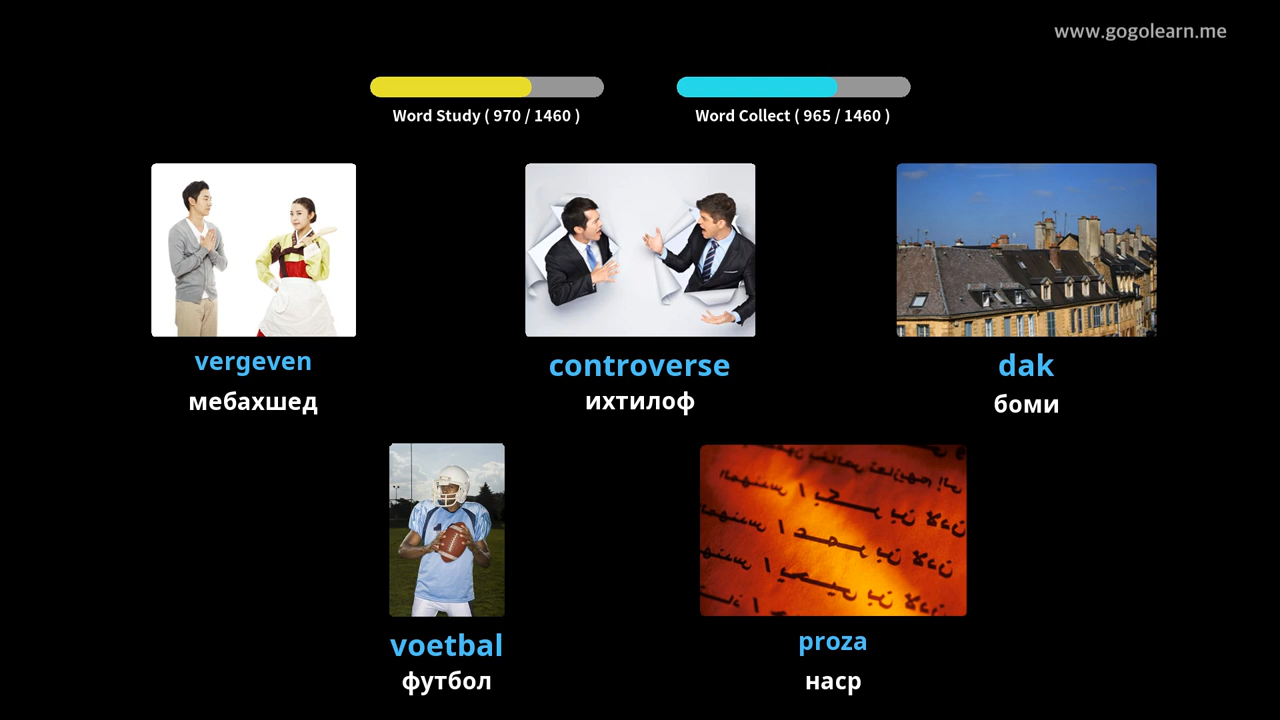 www.gogolearn.me
Word Study ( 970 / 1460 )
Word Collect ( 965 / 1460 )
vergeven
мебахшед
controverse
ихтилоф
dak
боми
voetbal
футбол
proza
наср